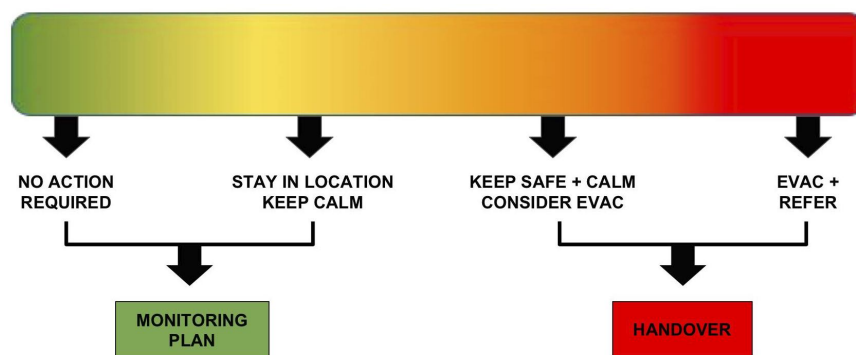 NO ACTION
REQUIRED
STAY IN LOCATION
KEEP CALM
KEEP SAFE + CALM
CONSIDER EVAC
EVAC +
REFER
MONITORING
PLAN
HANDOVER